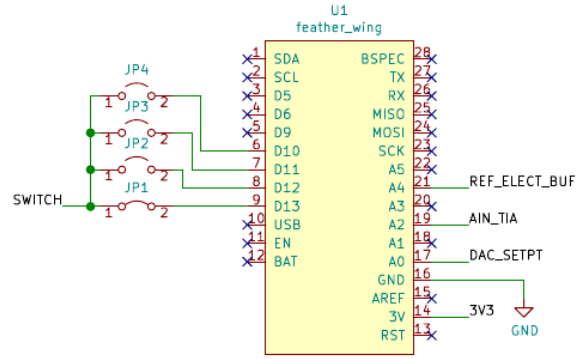 U1
feather_wing
1 SDA BSPEC 28
2 SCL TX 27
JP4
1 2
3 D5 RX 26
JP3
1 2
4 D6 MISO 25
5 D9 MOSI 24
JP2
1 2
6 D10 SCK 23
7 D11 A5 22
JP1
8 D12 A4 21 REF_ELECT_BUF
SWITCH 1 2
9 D13 A3 20
10 USB A2 19 AIN_TIA
11 EN A1 18
12 BAT A0 17 DAC_SETPT
GND 16
AREF 15
3V 14 3V3
GND
RST 13